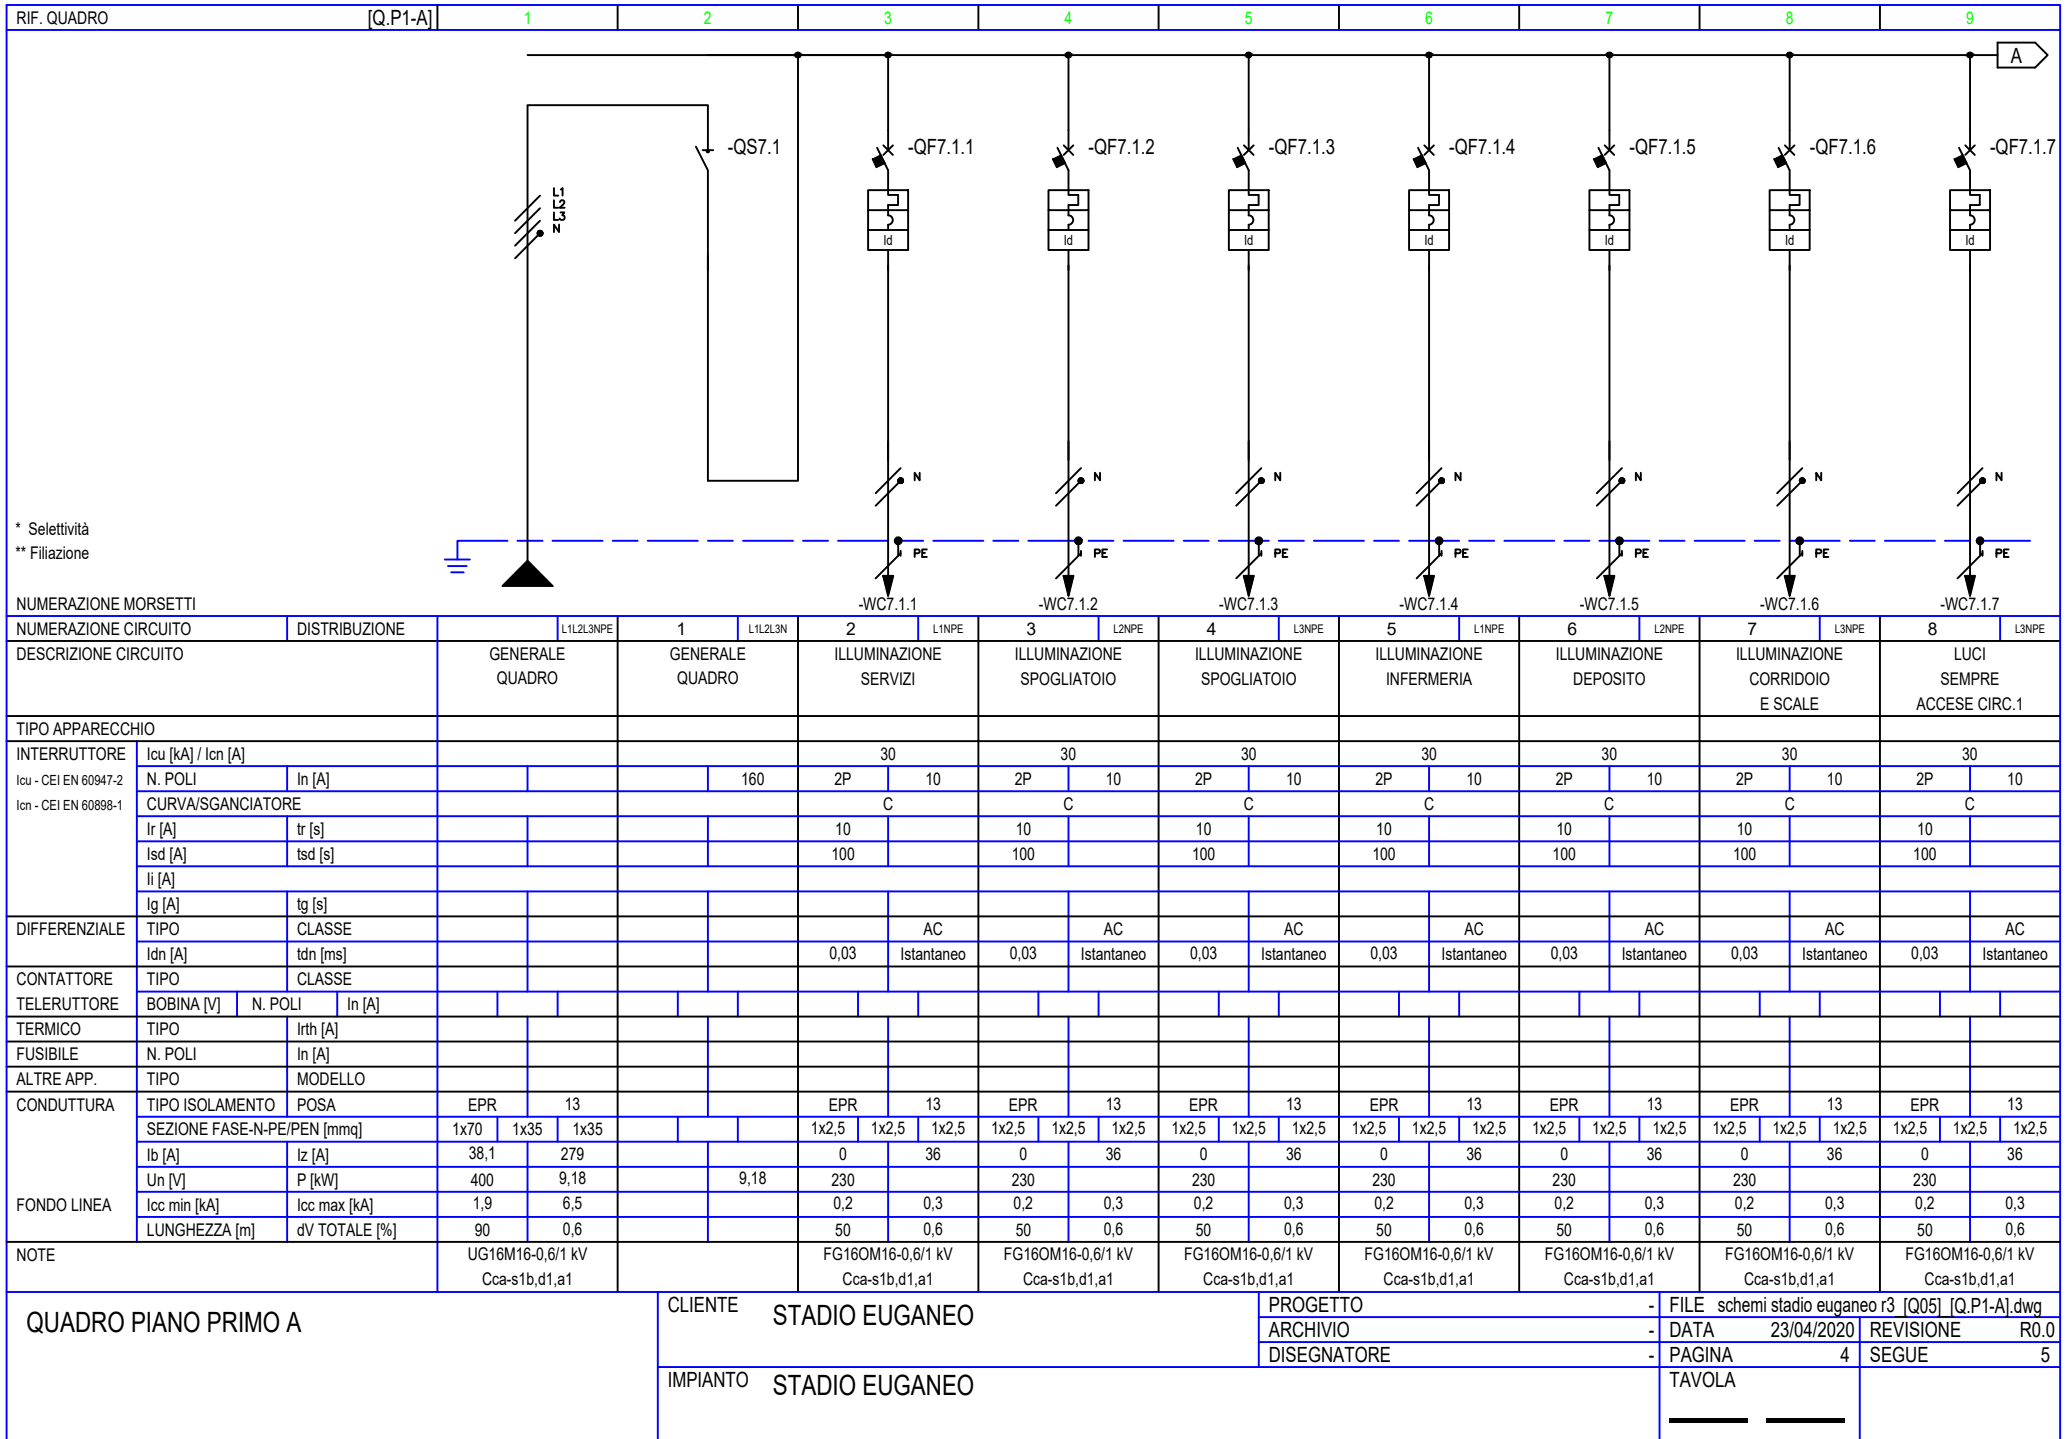 RIF. QUADRO [Q.P1-A] 1 2 3 4 5 6 7 8 9
A
-QS7.1 -QF7.1.1 -QF7.1.2 -QF7.1.3 -QF7.1.4 -QF7.1.5 -QF7.1.6 -QF7.1.7
L1
L2
L3
N
Id Id Id Id Id Id Id
N N N N N N N
* Selettività
** Filiazione
PE PE PE PE PE PE PE
NUMERAZIONE MORSETTI -WC7.1.1 -WC7.1.2 -WC7.1.3 -WC7.1.4 -WC7.1.5 -WC7.1.6 -WC7.1.7
NUMERAZIONE CIRCUITO DISTRIBUZIONE L1L2L3NPE 1 L1L2L3N 2 L1NPE 3 L2NPE 4 L3NPE 5 L1NPE 6 L2NPE 7 L3NPE 8 L3NPE
DESCRIZIONE CIRCUITO GENERALE GENERALE ILLUMINAZIONE ILLUMINAZIONE ILLUMINAZIONE ILLUMINAZIONE ILLUMINAZIONE ILLUMINAZIONE LUCI
QUADRO QUADRO SERVIZI SPOGLIATOIO SPOGLIATOIO INFERMERIA DEPOSITO CORRIDOIO SEMPRE
E SCALE ACCESE CIRC.1
TIPO APPARECCHIO
INTERRUTTORE Icu [kA] / Icn [A] 30 30 30 30 30 30 30
Icu - CEI EN 60947-2 N. POLI In [A] 160 2P 10 2P 10 2P 10 2P 10 2P 10 2P 10 2P 10
Icn - CEI EN 60898-1 CURVA/SGANCIATORE C C C C C C C
Ir [A] tr [s] 10 10 10 10 10 10 10
Isd [A] tsd [s] 100 100 100 100 100 100 100
Ii [A]
Ig [A] tg [s]
DIFFERENZIALE TIPO CLASSE AC AC AC AC AC AC AC
Idn [A] tdn [ms] 0,03 Istantaneo 0,03 Istantaneo 0,03 Istantaneo 0,03 Istantaneo 0,03 Istantaneo 0,03 Istantaneo 0,03 Istantaneo
CONTATTORE TIPO CLASSE
TELERUTTORE BOBINA [V] N. POLI In [A]
TERMICO TIPO Irth [A]
FUSIBILE N. POLI In [A]
ALTRE APP. TIPO MODELLO
CONDUTTURA TIPO ISOLAMENTO POSA EPR 13 EPR 13 EPR 13 EPR 13 EPR 13 EPR 13 EPR 13 EPR 13
SEZIONE FASE-N-PE/PEN [mmq] 1x70 1x35 1x35 1x2,5 1x2,5 1x2,5 1x2,5 1x2,5 1x2,5 1x2,5 1x2,5 1x2,5 1x2,5 1x2,5 1x2,5 1x2,5 1x2,5 1x2,5 1x2,5 1x2,5 1x2,5 1x2,5 1x2,5 1x2,5
Ib [A] Iz [A] 38,1 279 0 36 0 36 0 36 0 36 0 36 0 36 0 36
Un [V] P [kW] 400 9,18 9,18 230 230 230 230 230 230 230
FONDO LINEA Icc min [kA] Icc max [kA] 1,9 6,5 0,2 0,3 0,2 0,3 0,2 0,3 0,2 0,3 0,2 0,3 0,2 0,3 0,2 0,3
LUNGHEZZA [m] dV TOTALE [%] 90 0,6 50 0,6 50 0,6 50 0,6 50 0,6 50 0,6 50 0,6 50 0,6
NOTE UG16M16-0,6/1 kV FG16OM16-0,6/1 kV FG16OM16-0,6/1 kV FG16OM16-0,6/1 kV FG16OM16-0,6/1 kV FG16OM16-0,6/1 kV FG16OM16-0,6/1 kV FG16OM16-0,6/1 kV
Cca-s1b,d1,a1 Cca-s1b,d1,a1 Cca-s1b,d1,a1 Cca-s1b,d1,a1 Cca-s1b,d1,a1 Cca-s1b,d1,a1 Cca-s1b,d1,a1 Cca-s1b,d1,a1
QUADRO PIANO PRIMO A
CLIENTE STADIO EUGANEO
IMPIANTO STADIO EUGANEO
PROGETTO - FILE schemi stadio euganeo r3_[Q05]_[Q.P1-A].dwg
ARCHIVIO - DATA 23/04/2020 REVISIONE R0.0
DISEGNATORE - PAGINA 4 SEGUE 5
TAVOLA